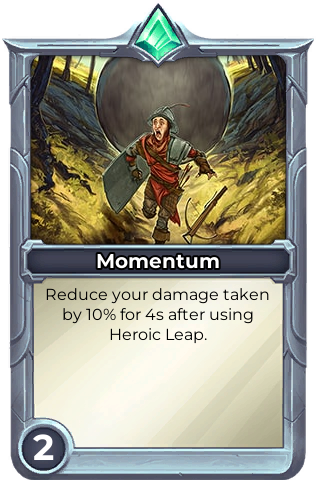 Momentum
Reduce your damage taken
by 10% for 4s after using
Heroic Leap.
2